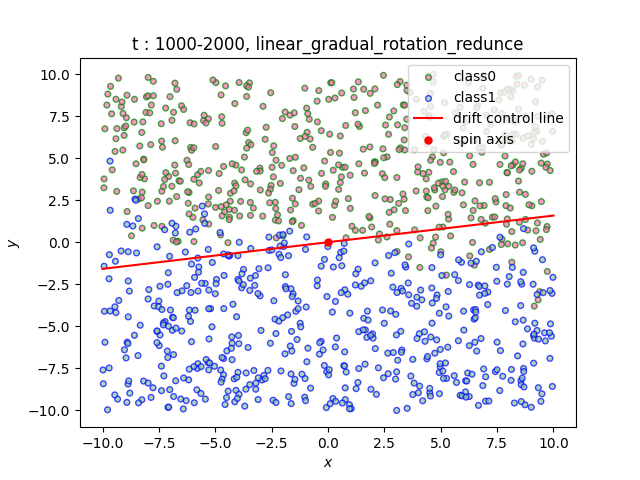 t : 1000-2000, linear_gradual_rotation_redunce
class0
class1
drift control line
spin axis
10.0
7.5
5.0
2.5
0.0
−2.5
−5.0
−7.5
−10.0
y
−10.0 −7.5 −5.0 −2.5 0.0 2.5 5.0 7.5 10.0
x